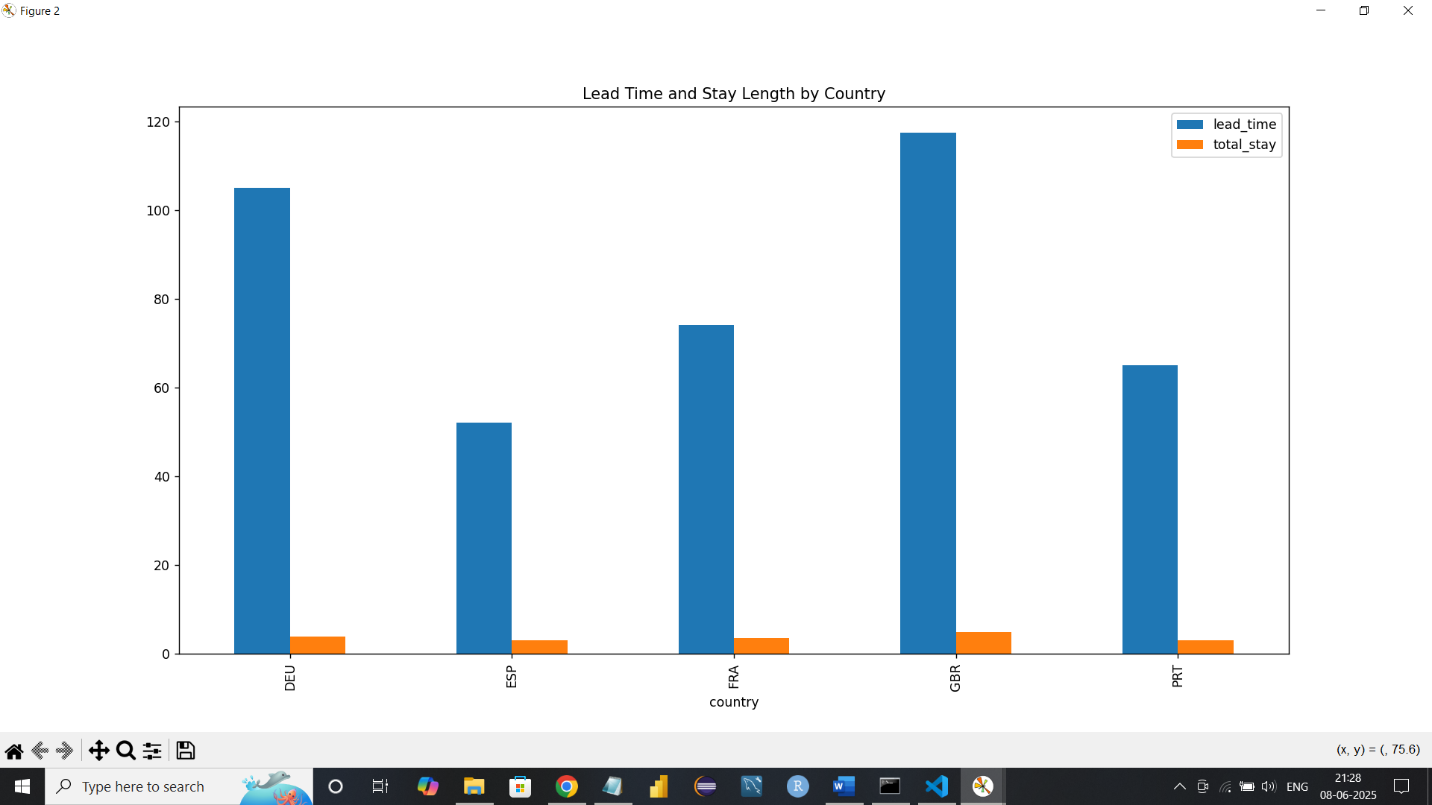 Figure 2
Lead Time and Stay Length by Country
lead_time
total_stay
120
100
80
60
40
20
0
DEU ESP FRA GBR PRT
country
(x, y) = (, 75.6)
Type here to search
R
W
ENG
21:28
08-06-2025